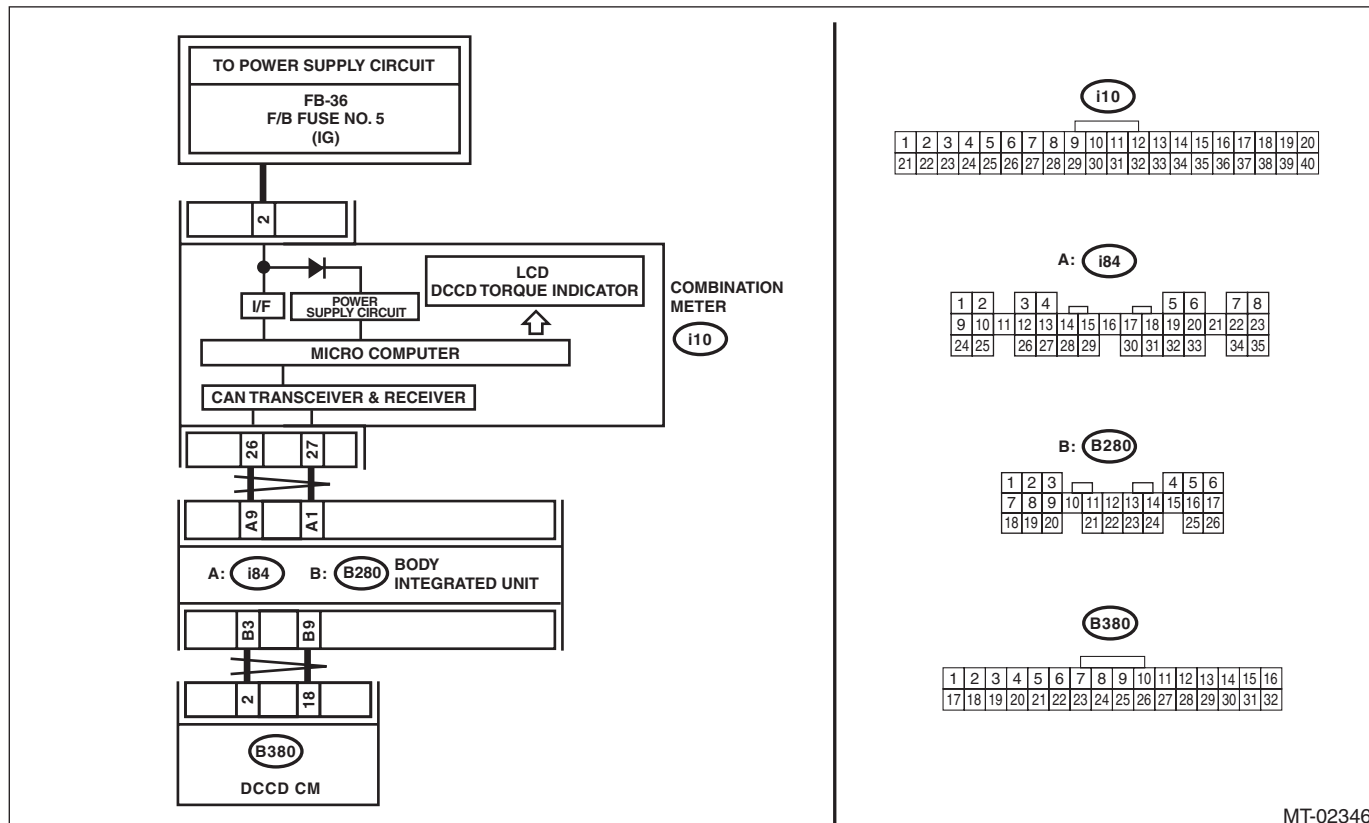 TO POWER SUPPLY CIRCUIT
FB-36
F/B FUSE NO. 5
(IG)
2
I/F
POWER
SUPPLY CIRCUIT
LCD
DCCD TORQUE INDICATOR
MICRO COMPUTER
CAN TRANSCEIVER & RECEIVER
COMBINATION
METER
i10
26 27
A9 A1
A: i84 B: B280 BODY
INTEGRATED UNIT
B3 B9
2 18
B380
DCCD CM
i10
1 2 3 4 5 6 7 8 9 10 11 12 13 14 15 16 17 18 19 20
21 22 23 24 25 26 27 28 29 30 31 32 33 34 35 36 37 38 39 40
A: i84
1 2 3 4 5 6 7 8
9 10 11 12 13 14 15 16 17 18 19 20 21 22 23
24 25 26 27 28 29 30 31 32 33 34 35
B: B280
1 2 3 4 5 6
7 8 9 10 11 12 13 14 15 16 17
18 19 20 21 22 23 24 25 26
B380
1 2 3 4 5 6 7 8 9 10 11 12 13 14 15 16
17 18 19 20 21 22 23 24 25 26 27 28 29 30 31 32
MT-02346